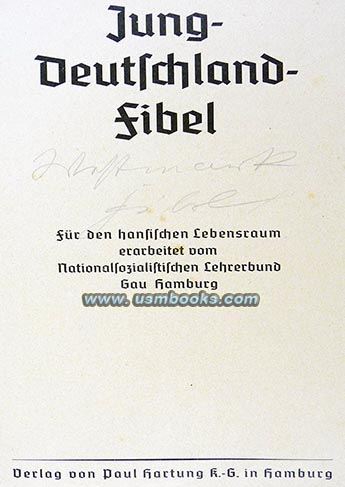 Jung-
Deutschland-
Fibel
Fibel
Für den hansischen Lebensraum
erarbeitet vom
Nationalsozialistischen Lehrerbund
Gau Hamburg
www.usmbooks.com
Verlag von Paul Hartung K.-G. in Hamburg